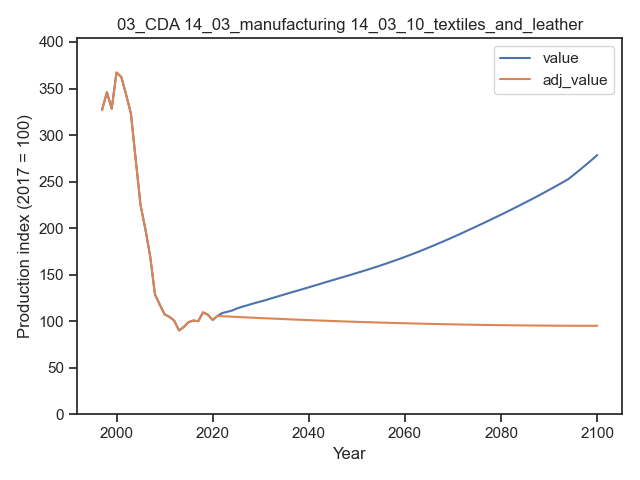 03_CDA 14_03_manufacturing 14_03_10_textiles_and_leather
400
350
300
250
200
150
100
50
0
Production index (2017 = 100)
value
adj_value
2000 2020 2040 2060 2080 2100
Year